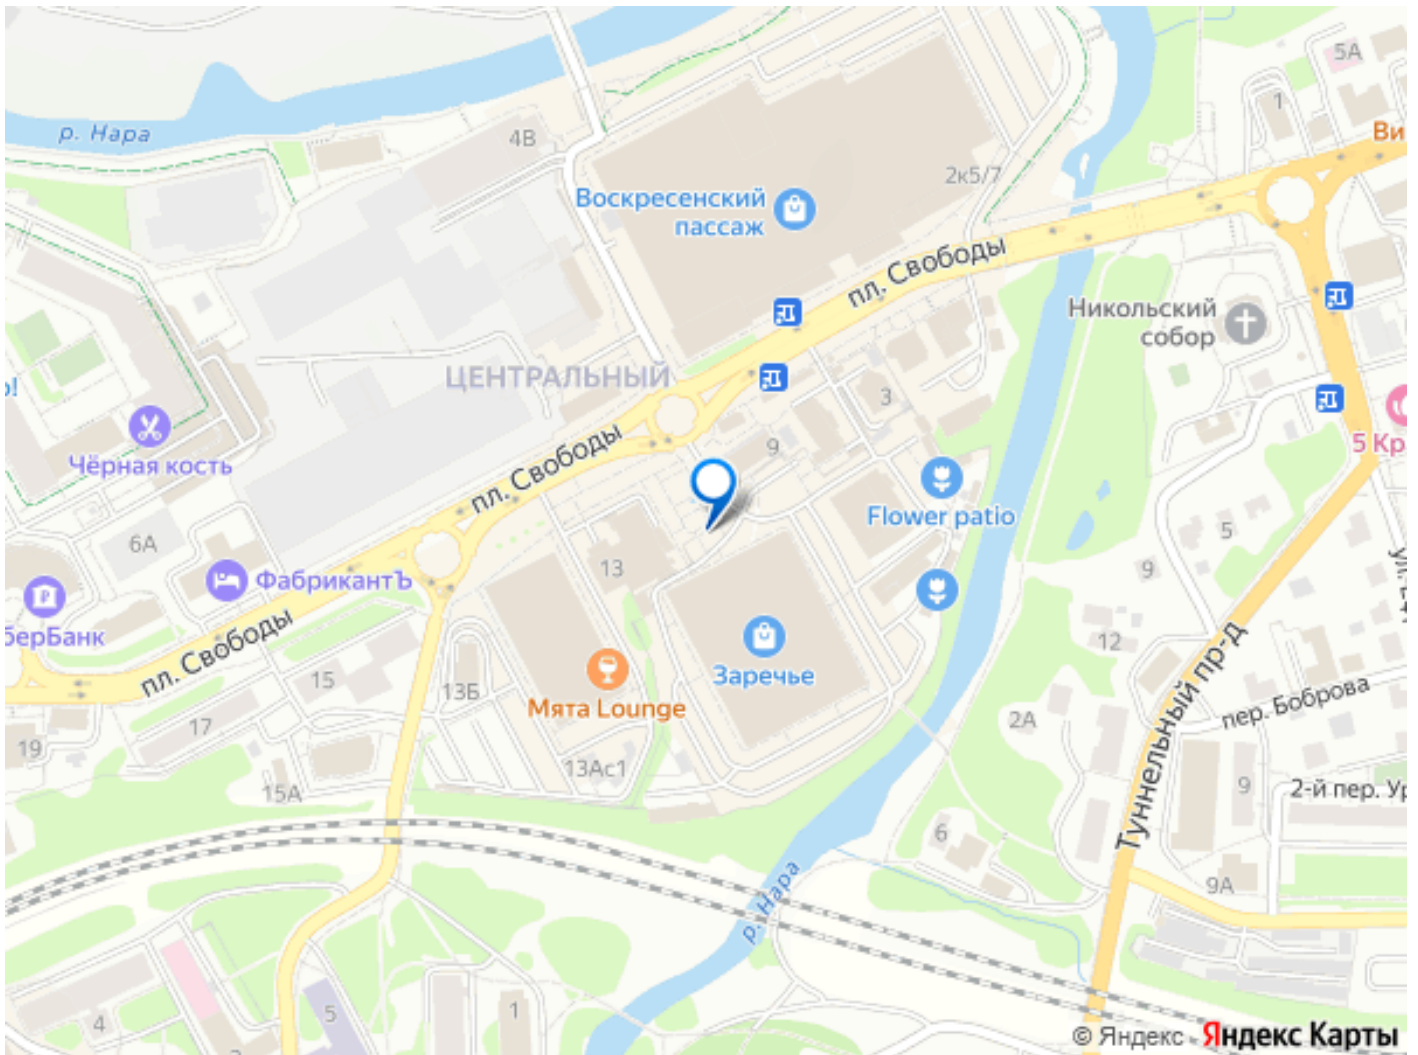 5А
1
Ви
р. Нара
4В
2к5/7
Воскресенский
пассаж
пл. Свободы
Никольский
собор
ЦЕНТРАЛЬНЫЙ
3
5 Кр
Чёрная кость
пл. Свободы
9
Flower patio
6А
ФабрикантЪ
13
5
9
берБанк
пл. Свободы
12
15
13Б
Заречье
Мята Lounge
17
19
2А
Туннельный пр-д
пер. Боброва
13Ас1
15А
9
2-й пер. Ур
6
9А
р. Нара
4
5
1
© Яндекс
Яндекс Карты